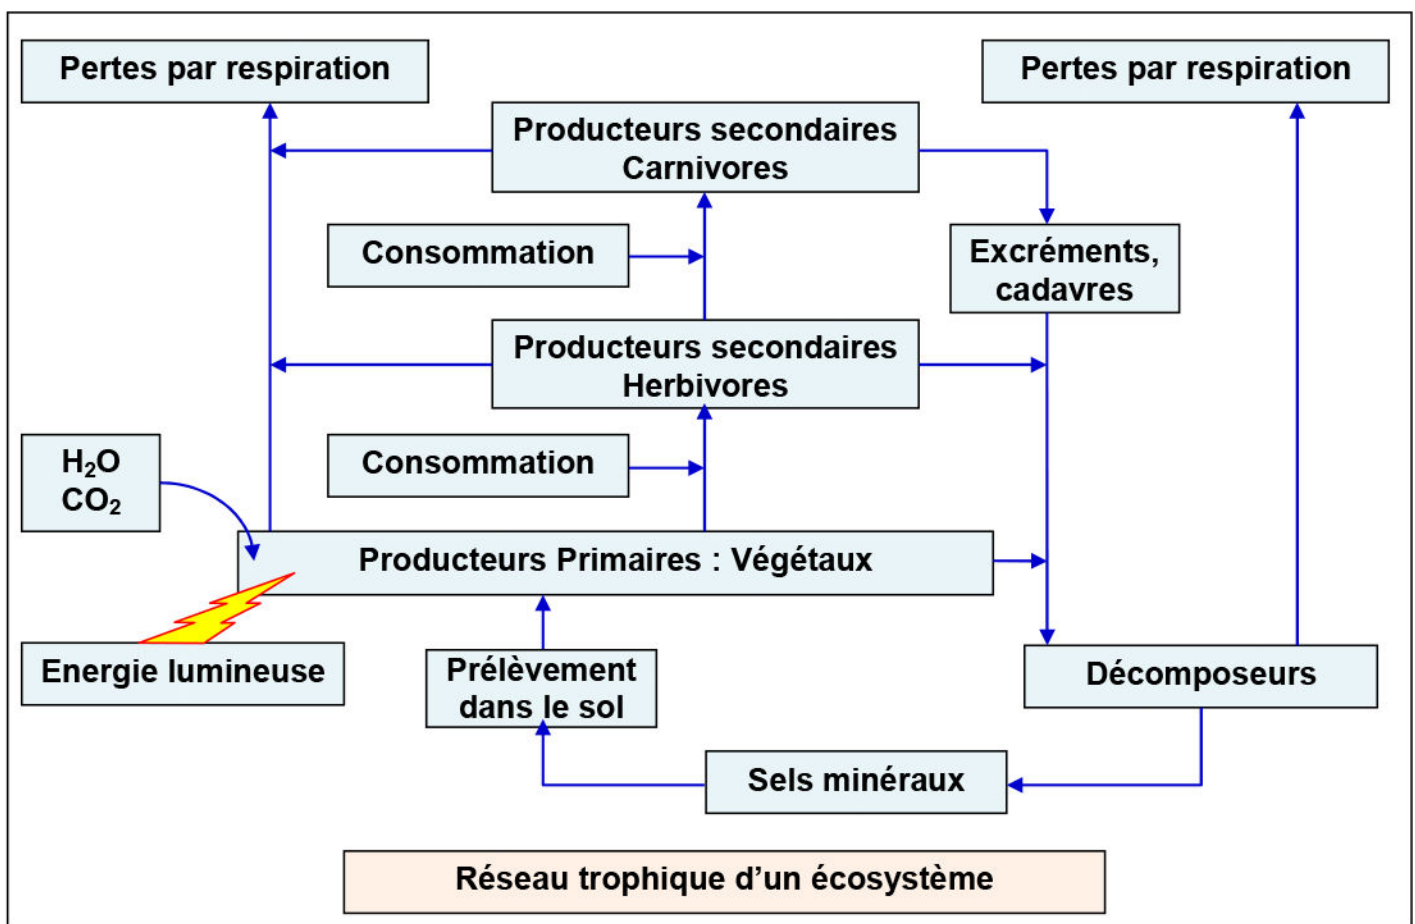 Pertes par respiration
Pertes par respiration
Producteurs secondaires
Carnivores
Consommation
Excréments,
cadavres
Producteurs secondaires
Herbivores
H₂O
CO₂
Consommation
Producteurs Primaires : Végétaux
Energie lumineuse
Prélèvement
dans le sol
Décomposeurs
Sels minéraux
Réseau trophique d’un écosystème